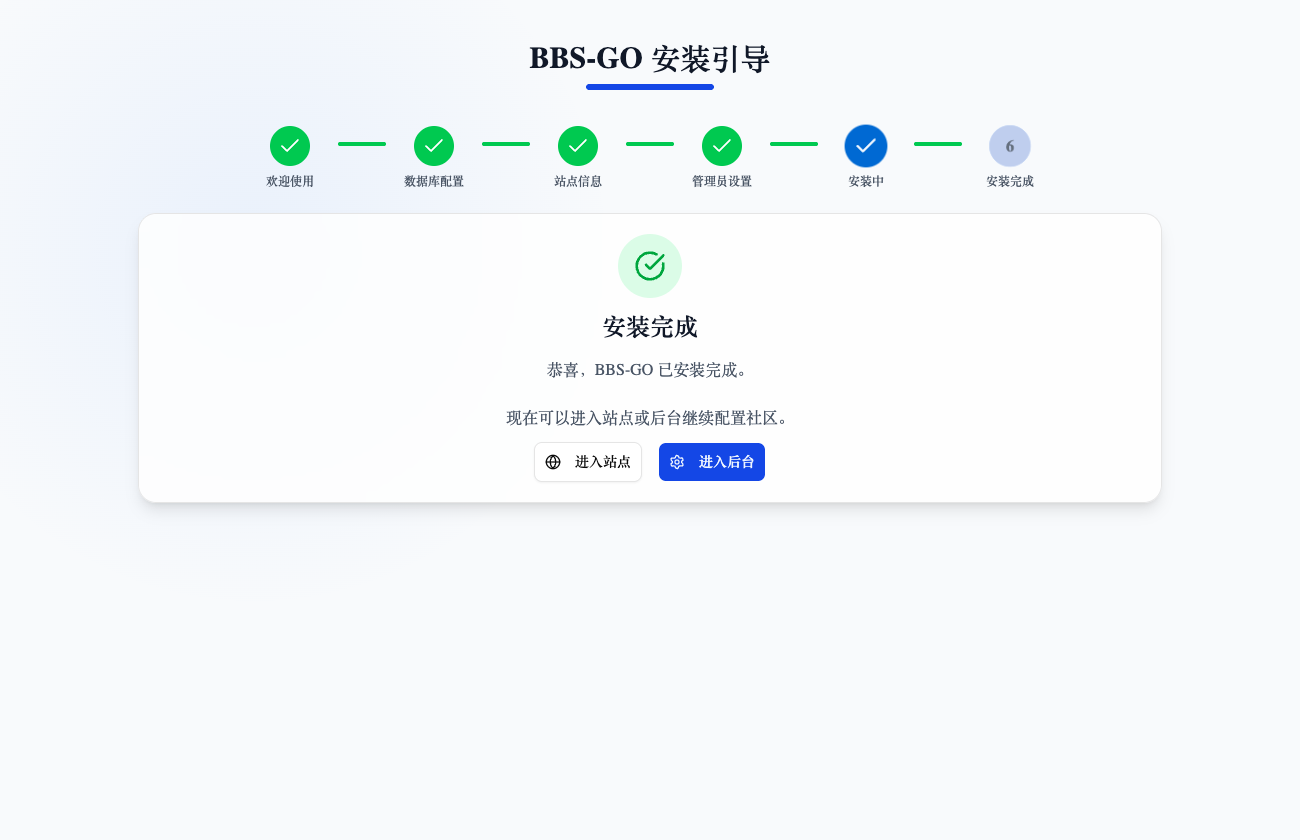 BBS-GO 安装引导
欢迎使用
数据库配置
站点信息
管理员设置
安装中
6
安装完成
安装完成
恭喜，BBS-GO 已安装完成。
现在可以进入站点或后台继续配置社区。
进入站点
进入后台